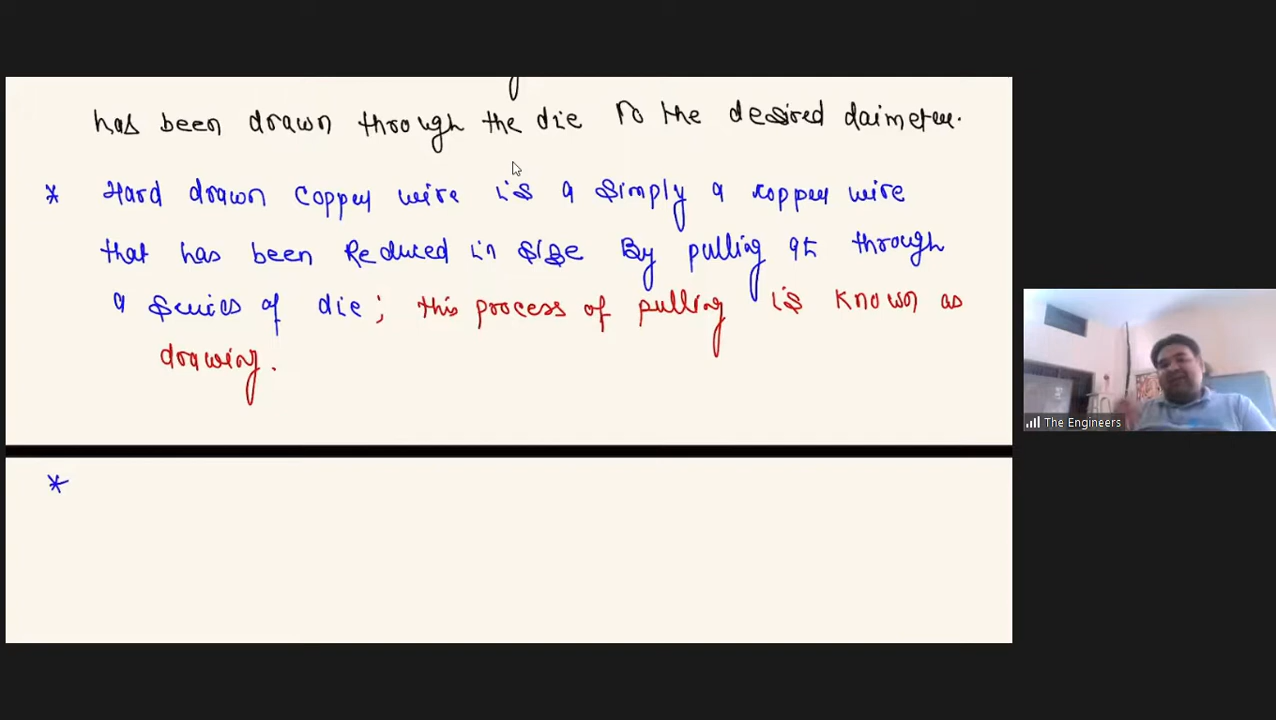 has been drawn through the die to the desired daimeter.
* Hard drawn copper wire is a simply a copper wire
that has been Reduced in size By pulling it through
a series of die; this process of pulling is known as
drawing.
*
The Engineers